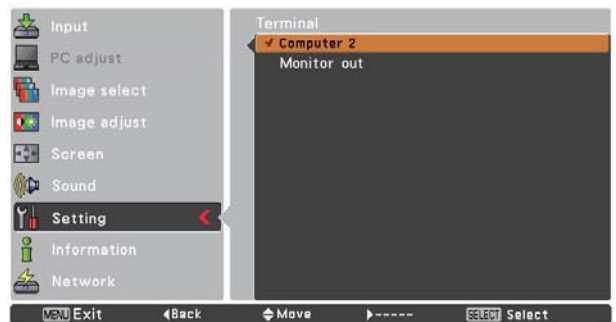 Input
PC adjust
Image select
Image adjust
Screen
Sound
Setting
Information
Network
Terminal
✓ Computer 2
Monitor out
MENU Exit ◀Back ◆Move ▶----- SELECT Select